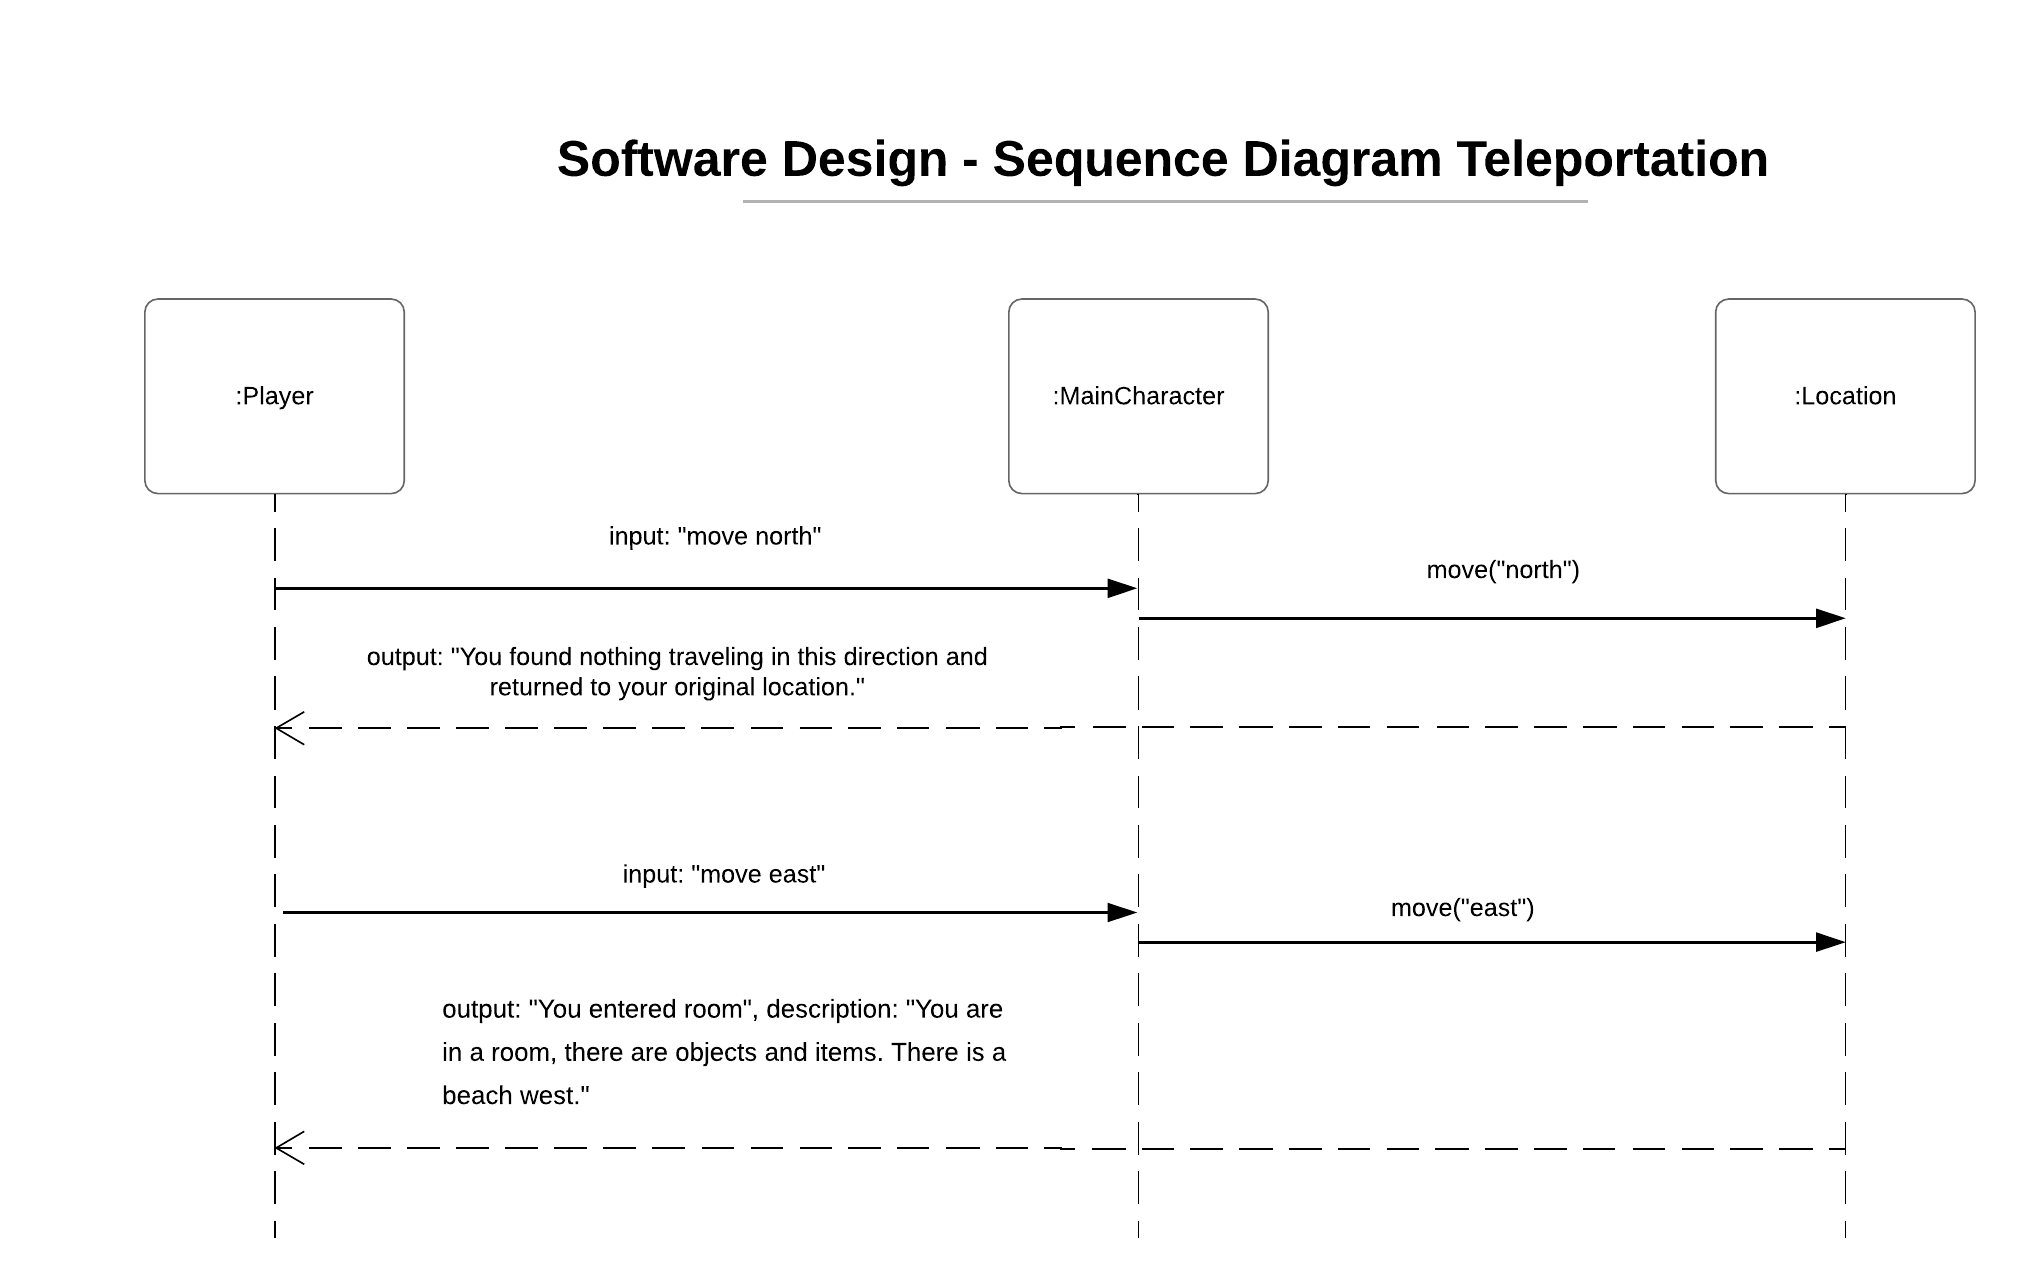 Software Design - Sequence Diagram Teleportation
:Player
:MainCharacter
:Location
input: "move north"
move("north")
output: "You found nothing traveling in this direction and
returned to your original location."
input: "move east"
move("east")
output: "You entered room", description: "You are
in a room, there are objects and items. There is a
beach west."